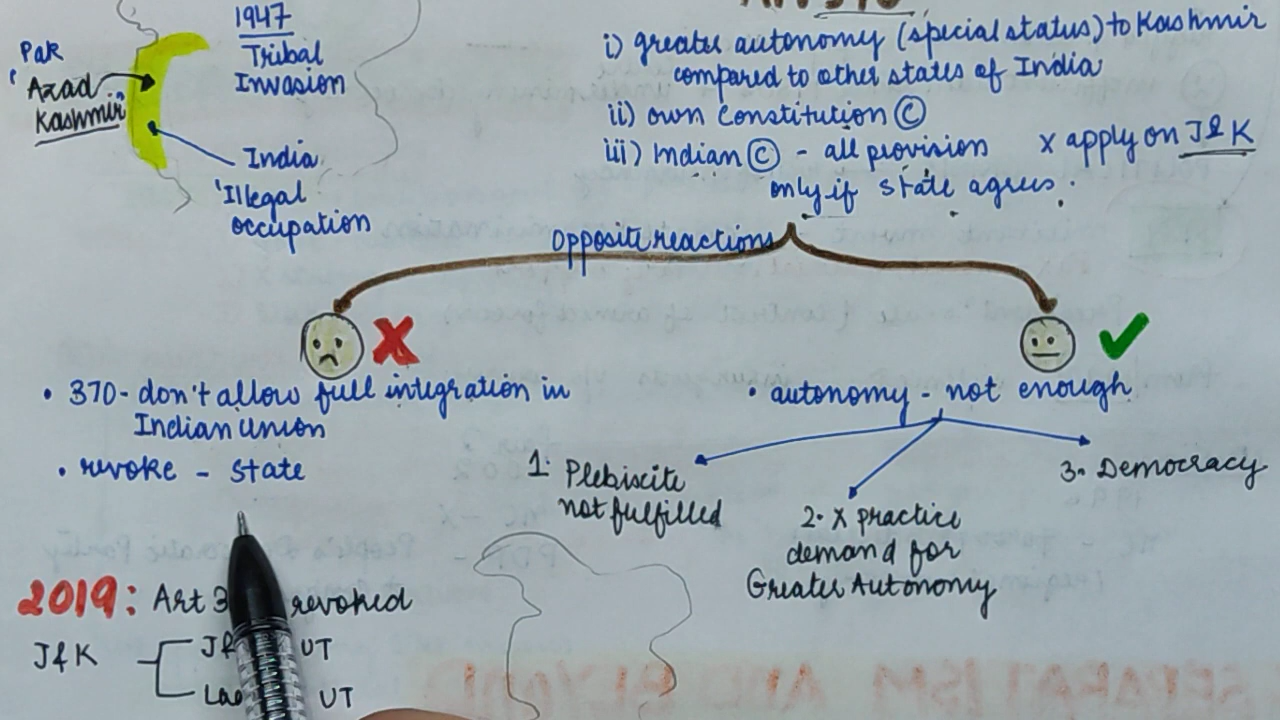 1947
Tribal
Invasion
Pak
'Azad
Kashmir'
India
'Illegal
occupation
i) greater autonomy (special status) to Kashmir
compared to other states of India
ii) own constitution ©
iii) Indian © - all provision x apply on J&K
only if state agrees.
Opposite reactions
• 370 - don't allow full integration in
Indian Union
• revoke - state
• autonomy - not enough
1. Plebiscite
not fulfilled
2. x practice
demand for
Greater Autonomy
3. Democracy
2019: Art 3 revoked
J&K
J& UT
UT